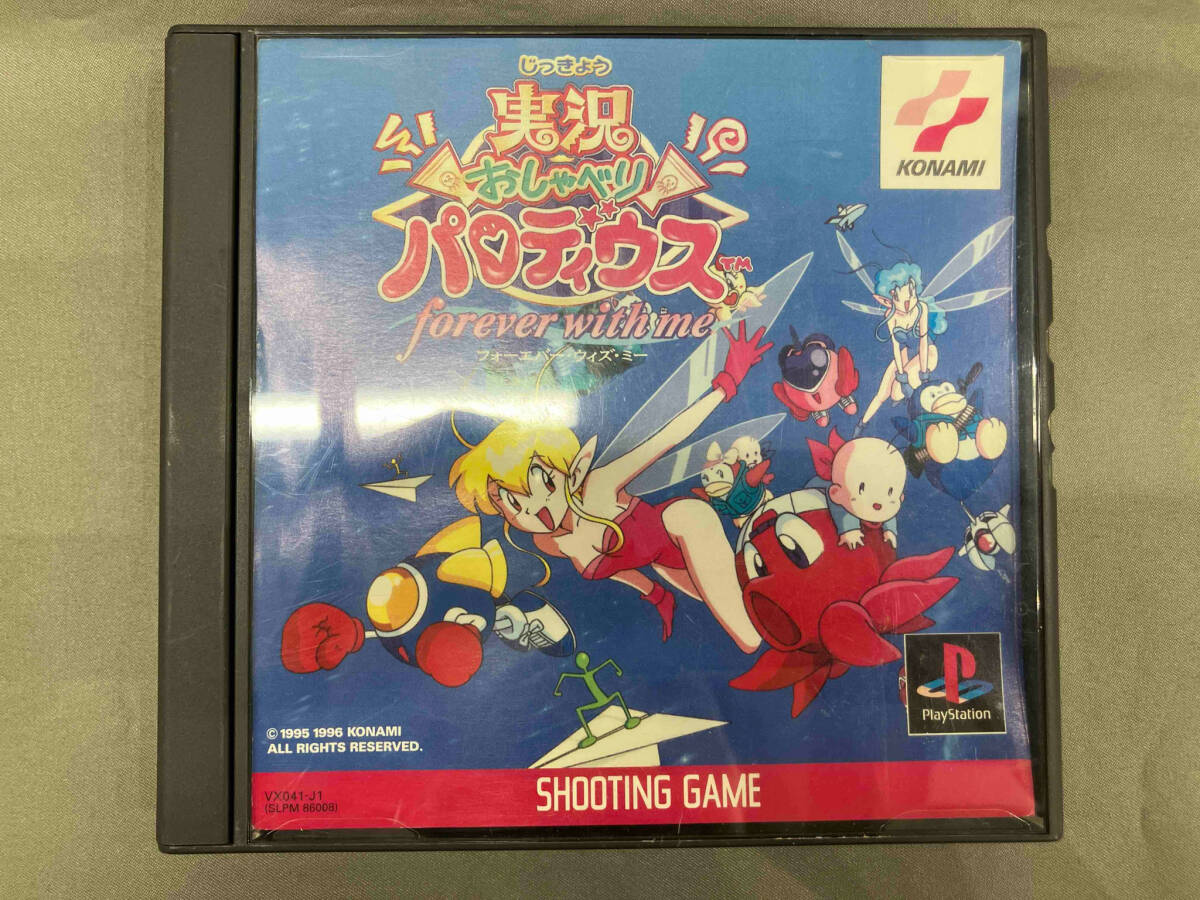 じっきょう
実況
おしゃべり
パロディウス
TM
forever with me
フォーエバー・ウィズ・ミー
KONAMI
PlayStation
© 1995 1996 KONAMI
ALL RIGHTS RESERVED.
VX041-J1
(SLPM 86008)
SHOOTING GAME